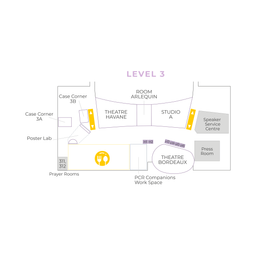 LEVEL 3
ROOM
ARLEQUIN
Case Corner
3B
THEATRE
HAVANE
STUDIO
A
Case Corner
3A
Speaker
Service
Centre
Poster Lab
Press
Room
THEATRE
BORDEAUX
311
312
Prayer Rooms
PCR Companions
Work Space